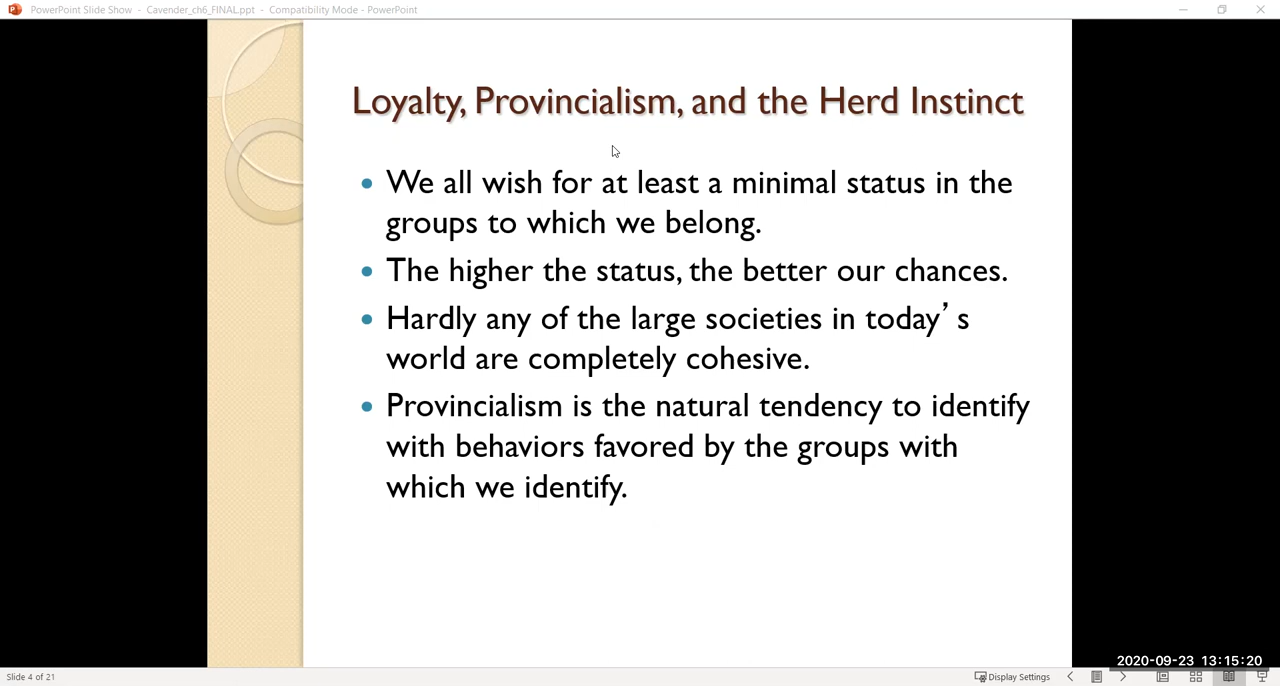 PowerPoint Slide Show - Cavender_ch6_FINAL.ppt - Compatibility Mode - PowerPoint
Loyalty, Provincialism, and the Herd Instinct
• We all wish for at least a minimal status in the
groups to which we belong.
• The higher the status, the better our chances.
• Hardly any of the large societies in today’ s
world are completely cohesive.
• Provincialism is the natural tendency to identify
with behaviors favored by the groups with
which we identify.
2020-09-23 13:15:20
Slide 4 of 21
Display Settings